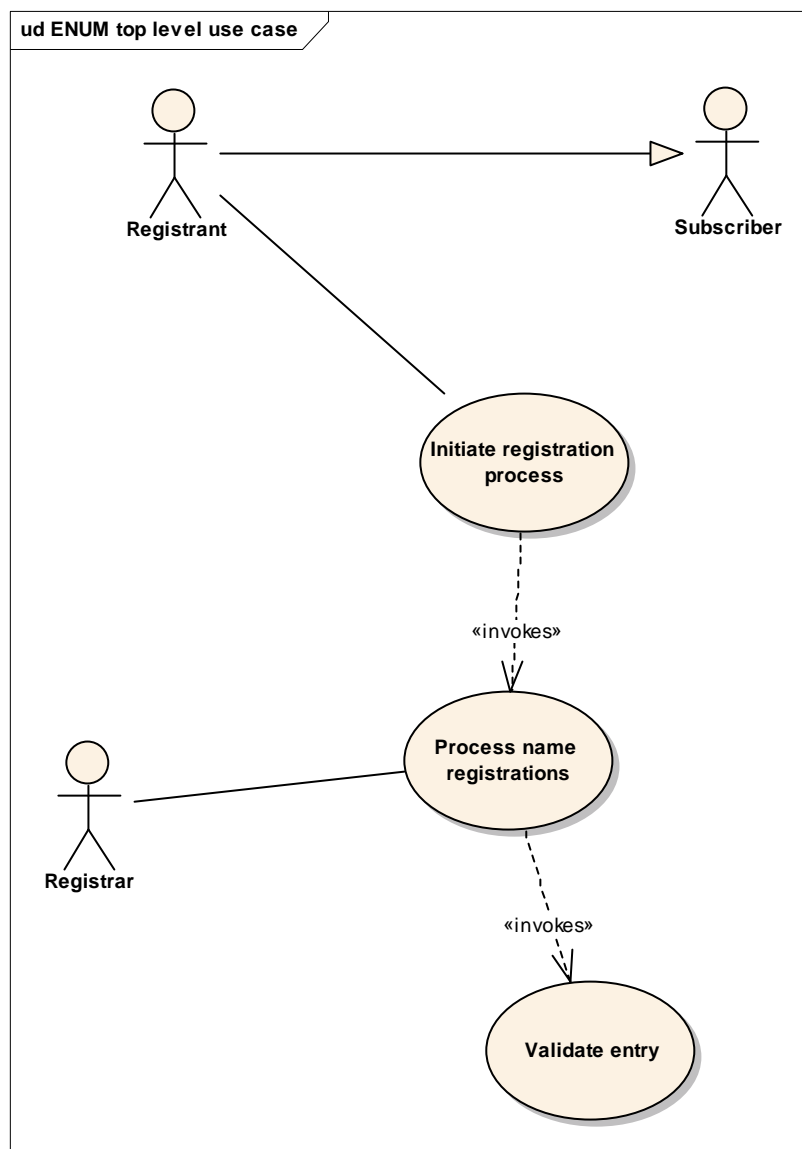 ud ENUM top level use case
Registrant
Subscriber
Initiate registration
process
«invokes»
Process name
registrations
Registrar
«invokes»
Validate entry